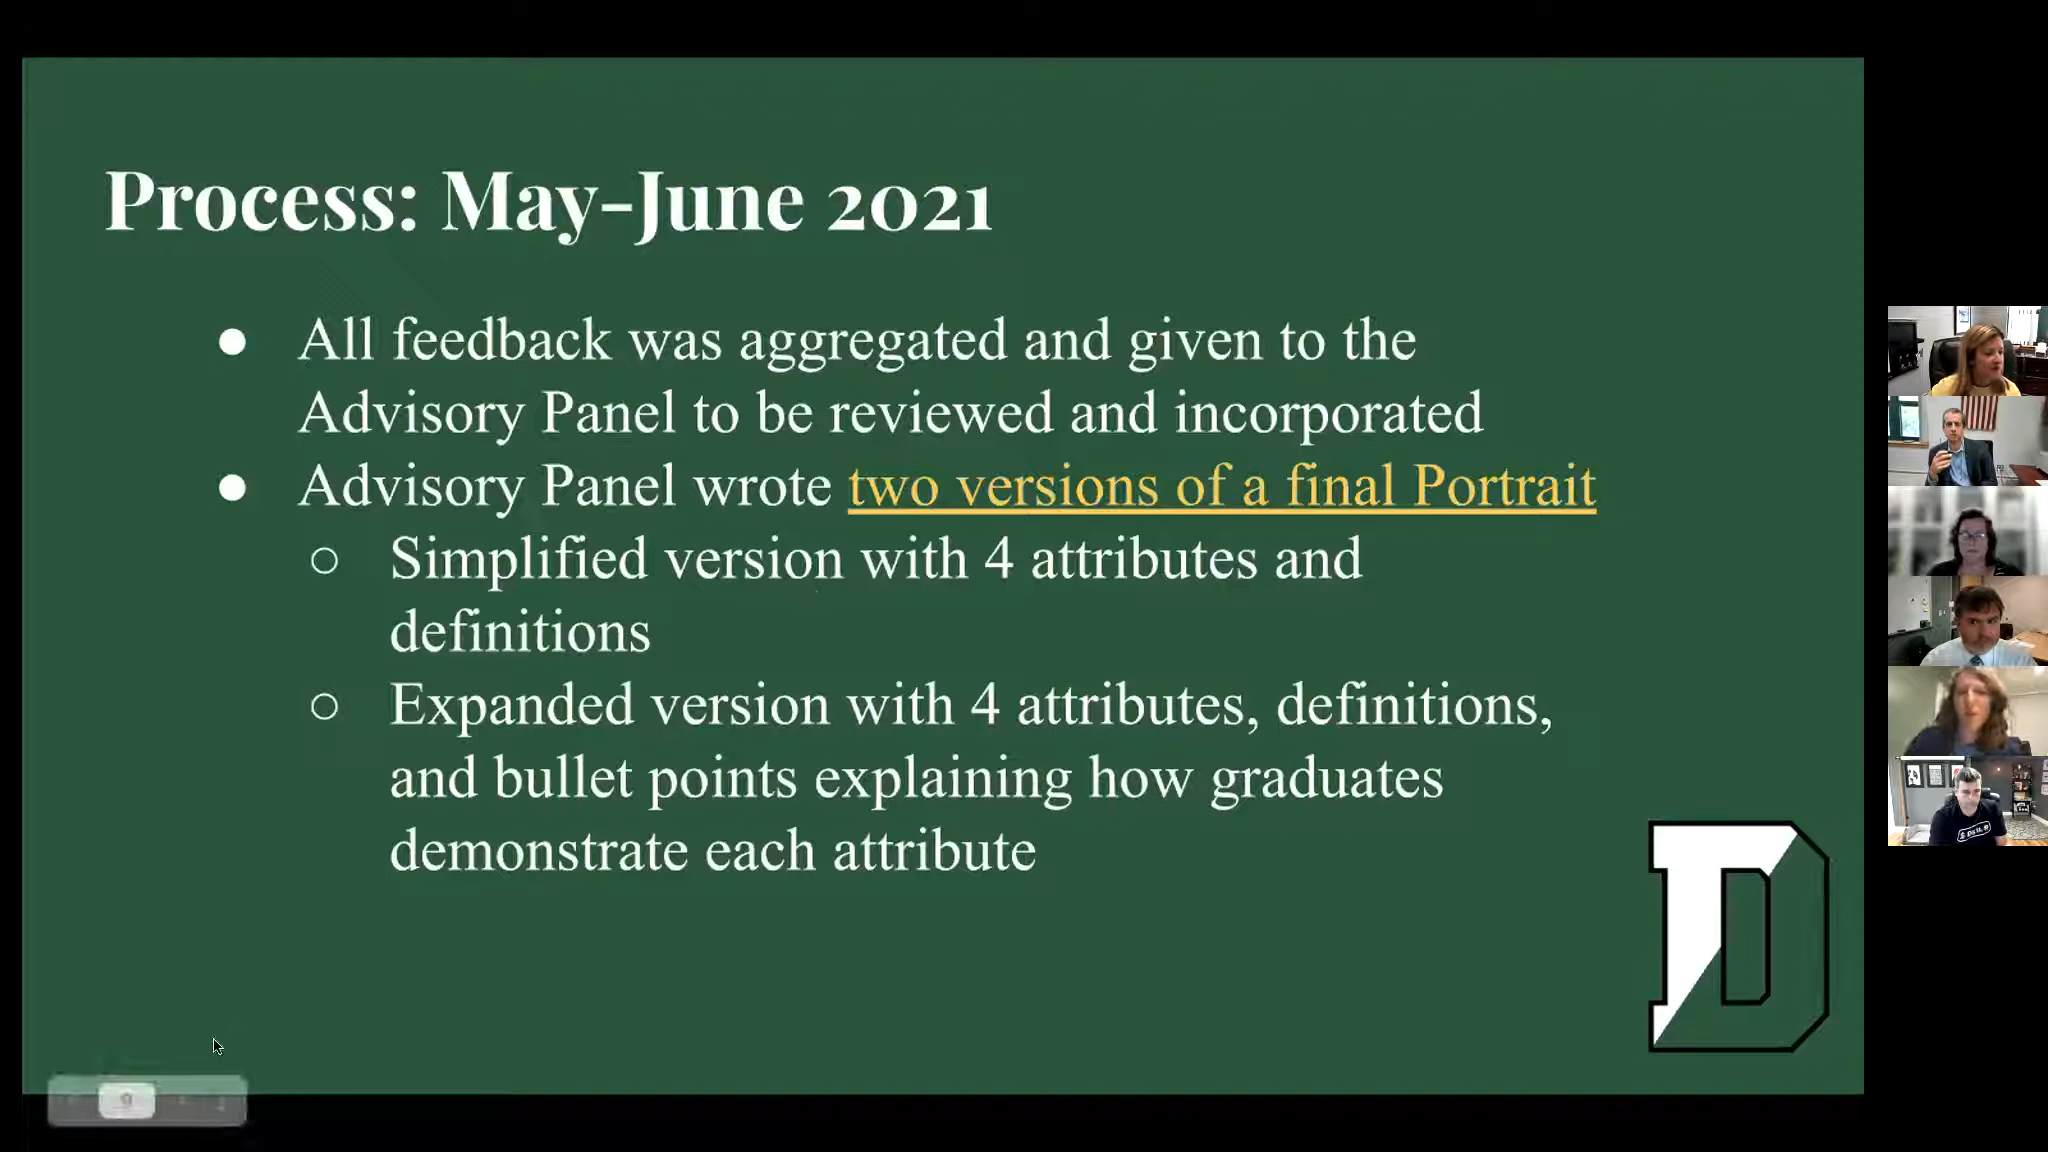 Process: May-June 2021
● All feedback was aggregated and given to the
Advisory Panel to be reviewed and incorporated
● Advisory Panel wrote two versions of a final Portrait
○ Simplified version with 4 attributes and
definitions
○ Expanded version with 4 attributes, definitions,
and bullet points explaining how graduates
demonstrate each attribute
D
9